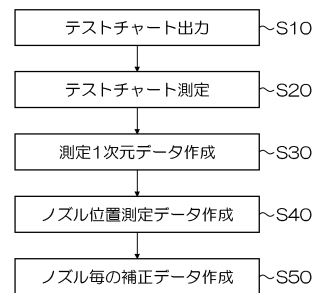 テストチャート出力 S10
テストチャート測定 S20
測定1次元データ作成 S30
ノズル位置測定データ作成 S40
ノズル毎の補正データ作成 S50